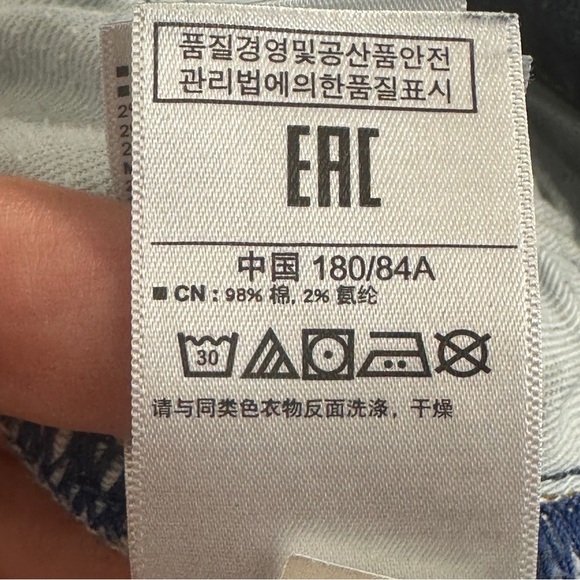 품질경영및공산품안전
관리법에의한품질표시
EAC
中国 180/84A
CN : 98% 棉, 2% 氨纶
30
请与同类色衣物反面洗涤，干燥